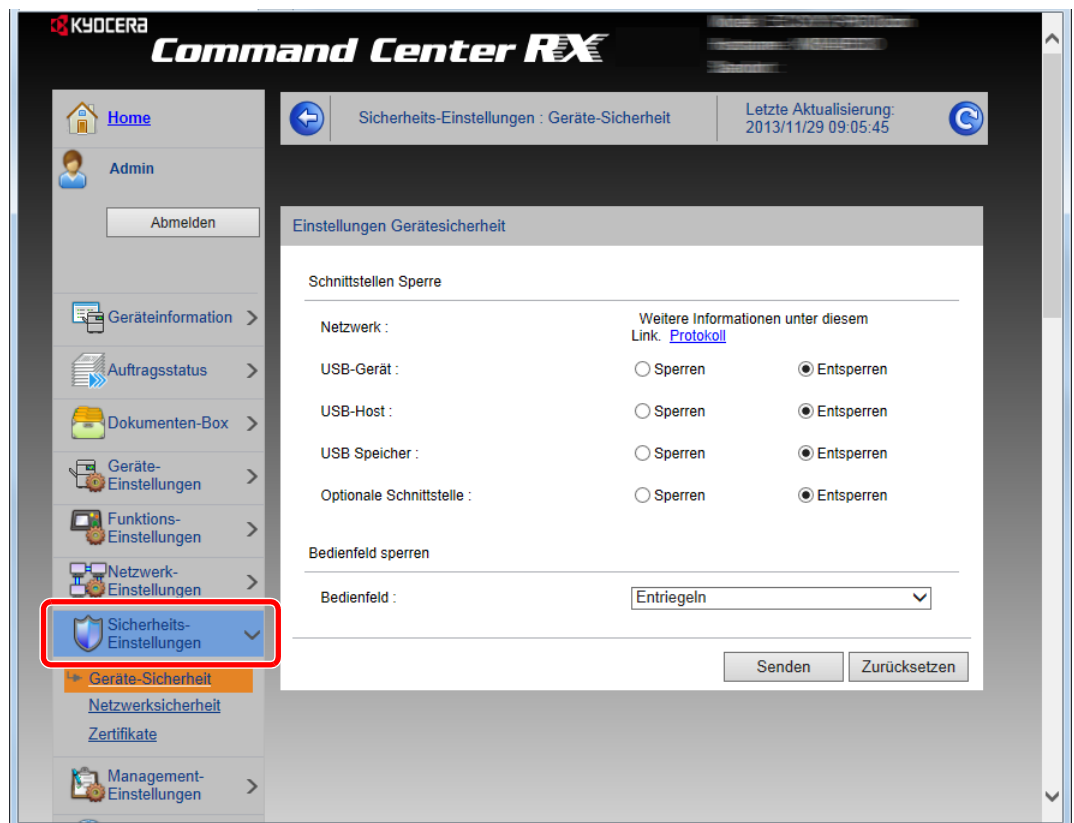 KYOCERA
Command Center RX
Home
Admin
Abmelden
Geräteinformation
Auftragsstatus
Dokumenten-Box
Geräte-
Einstellungen
Funktions-
Einstellungen
Netzwerk-
Einstellungen
Sicherheits-
Einstellungen
Geräte-Sicherheit
Netzwerksicherheit
Zertifikate
Management-
Einstellungen
Sicherheits-Einstellungen : Geräte-Sicherheit
Letzte Aktualisierung:
2013/11/29 09:05:45
Einstellungen Gerätesicherheit
Schnittstellen Sperre
Netzwerk : Weitere Informationen unter diesem
Link. Protokoll
USB-Gerät : Sperren Entsperren
USB-Host : Sperren Entsperren
USB Speicher : Sperren Entsperren
Optionale Schnittstelle : Sperren Entsperren
Bedienfeld sperren
Bedienfeld : Entriegeln
Senden Zurücksetzen